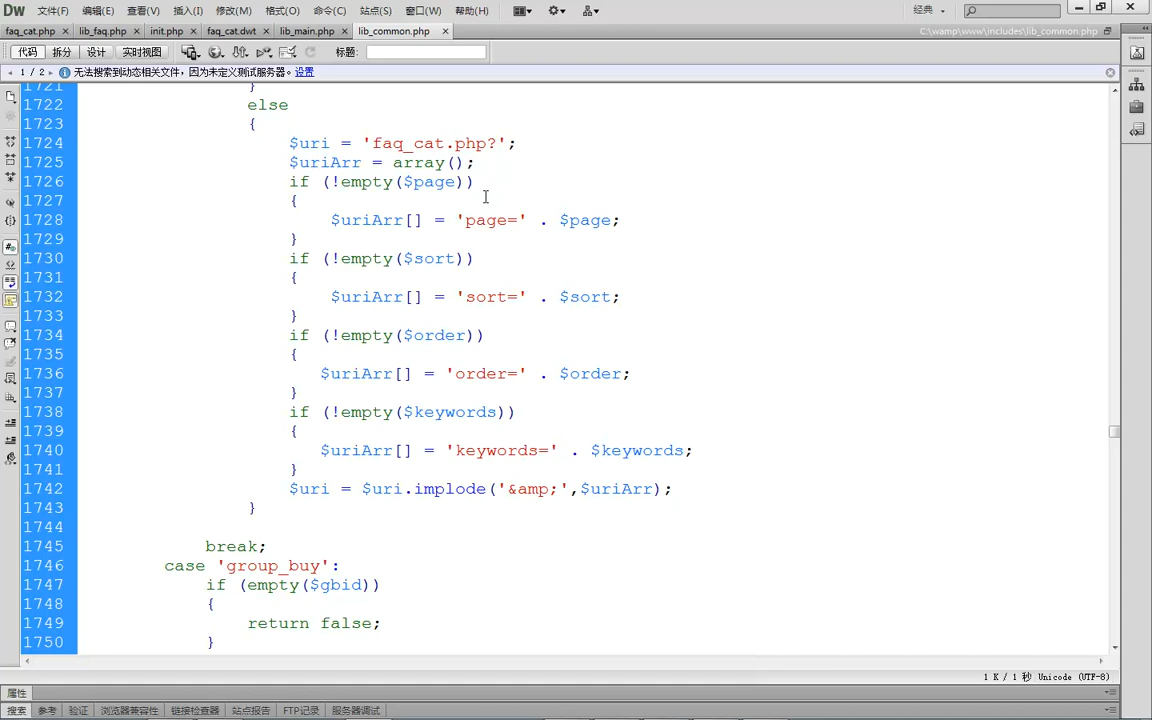 Dw 文件(F) 编辑(E) 查看(V) 插入(I) 修改(M) 格式(O) 命令(C) 站点(S) 窗口(W) 帮助(H) 经典
faq_cat.php × lib_faq.php × init.php × faq_cat.dwt × lib_main.php × lib_common.php × C:\wamp\www\includes\lib_common.php
代码 拆分 设计 实时视图 标题:
1 / 2 无法搜索到动态相关文件，因为未定义测试服务器。 设置
1721 }
1722 else
1723 {
1724 $uri = 'faq_cat.php?';
1725 $uriArr = array();
1726 if (!empty($page))
1727 {
1728 $uriArr[] = 'page=' . $page;
1729 }
1730 if (!empty($sort))
1731 {
1732 $uriArr[] = 'sort=' . $sort;
1733 }
1734 if (!empty($order))
1735 {
1736 $uriArr[] = 'order=' . $order;
1737 }
1738 if (!empty($keywords))
1739 {
1740 $uriArr[] = 'keywords=' . $keywords;
1741 }
1742 $uri = $uri.implode('&amp;',$uriArr);
1743 }
1744
1745 break;
1746 case 'group_buy':
1747 if (empty($gbid))
1748 {
1749 return false;
1750 }
1 K / 1 秒 Unicode (UTF-8)
属性
搜索 参考 验证 浏览器兼容性 链接检查器 站点报告 FTP记录 服务器调试